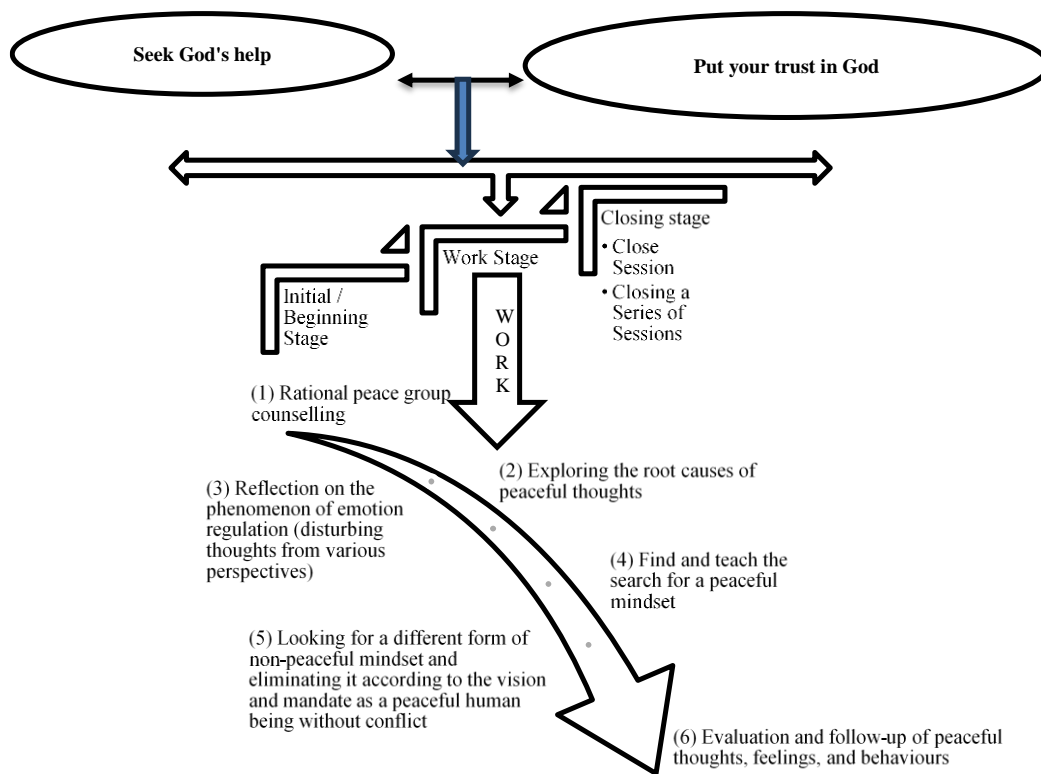 Seek God's help
Put your trust in God
Initial /
Beginning
Stage
Work Stage
Closing stage
• Close
Session
• Closing a
Series of
Sessions
W
O
R
K
(1) Rational peace group
counselling
(2) Exploring the root causes of
peaceful thoughts
(3) Reflection on the
phenomenon of emotion
regulation (disturbing
thoughts from various
perspectives)
(4) Find and teach the
search for a peaceful
mindset
(5) Looking for a different form of
non-peaceful mindset and
eliminating it according to the vision
and mandate as a peaceful human
being without conflict
(6) Evaluation and follow-up of peaceful
thoughts, feelings, and behaviours